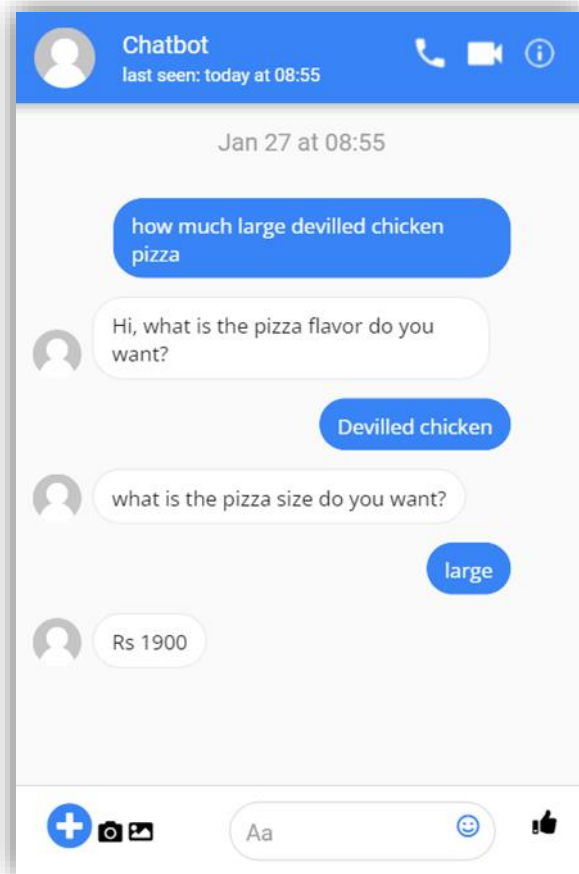 Chatbot
last seen: today at 08:55
Jan 27 at 08:55
how much large devilled chicken
pizza
Hi, what is the pizza flavor do you
want?
Devilled chicken
what is the pizza size do you want?
large
Rs 1900
Aa